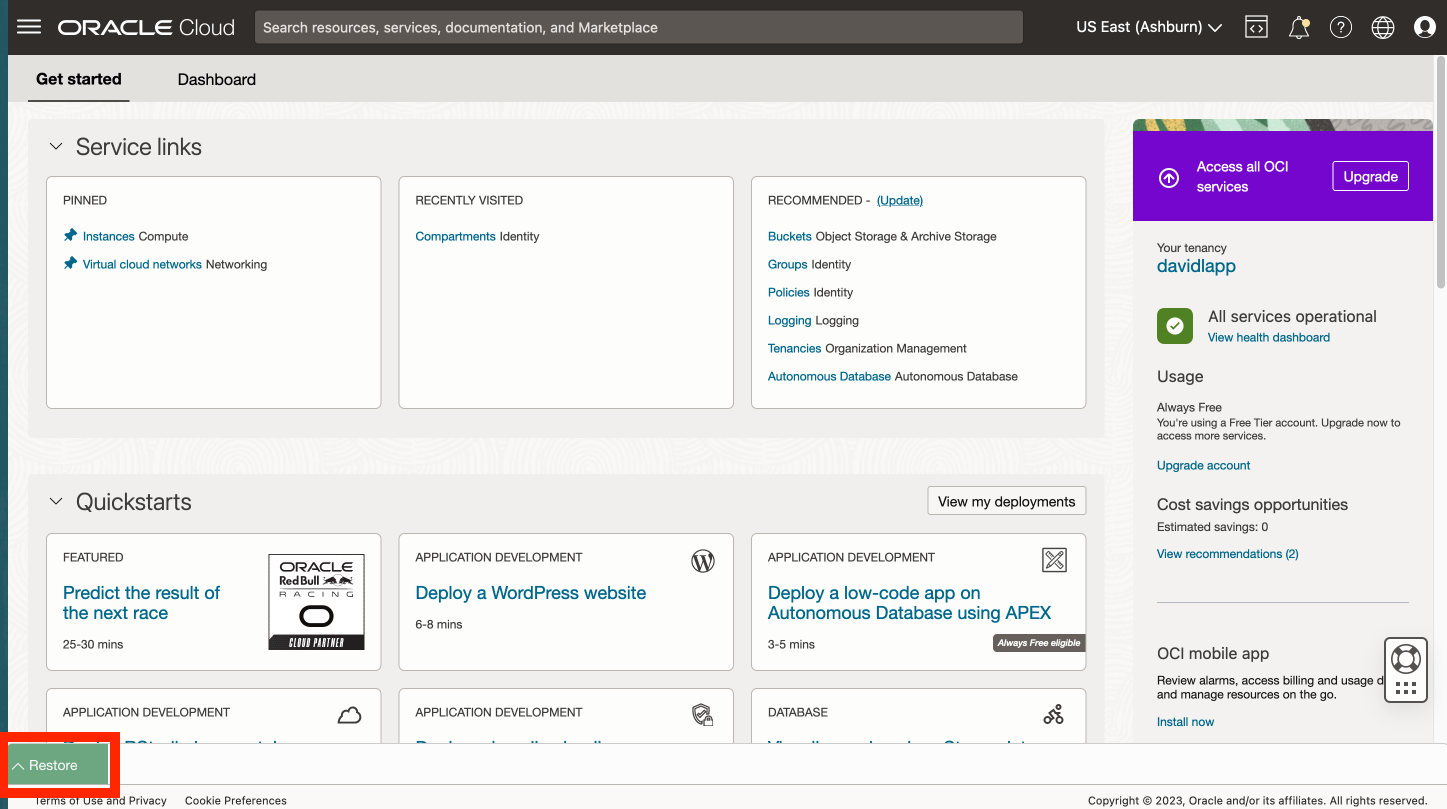 ORACLE Cloud
Search resources, services, documentation, and Marketplace
US East (Ashburn)
Get started
Dashboard
Service links
PINNED
Instances Compute
Virtual cloud networks Networking
RECENTLY VISITED
Compartments Identity
RECOMMENDED - (Update)
Buckets Object Storage & Archive Storage
Groups Identity
Policies Identity
Logging Logging
Tenancies Organization Management
Autonomous Database Autonomous Database
Access all OCI
services
Upgrade
Your tenancy
davidlapp
All services operational
View health dashboard
Usage
Always Free
You're using a Free Tier account. Upgrade now to
access more services.
Upgrade account
Cost savings opportunities
Estimated savings: 0
View recommendations (2)
OCI mobile app
Review alarms, access billing and usage d
and manage resources on the go.
Install now
Quickstarts
View my deployments
FEATURED
Predict the result of
the next race
25-30 mins
ORACLE
Red Bull
RACING
CLOUD PARTNER
APPLICATION DEVELOPMENT
Deploy a WordPress website
6-8 mins
APPLICATION DEVELOPMENT
Deploy a low-code app on
Autonomous Database using APEX
3-5 mins
Always Free eligible
APPLICATION DEVELOPMENT
APPLICATION DEVELOPMENT
DATABASE
Restore
Terms of Use and Privacy
Cookie Preferences
Copyright © 2023, Oracle and/or its affiliates. All rights reserved.